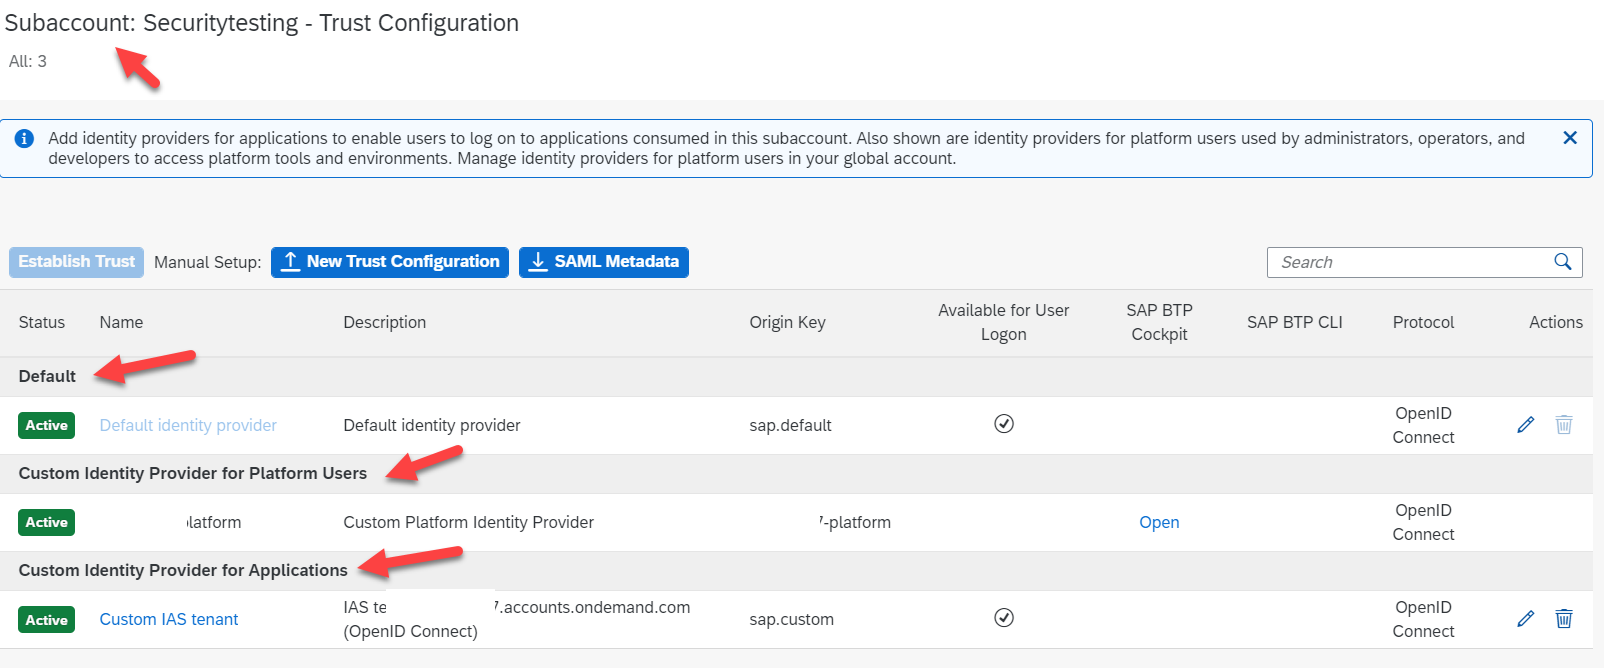 Subaccount: Securitytesting - Trust Configuration
All: 3
Add identity providers for applications to enable users to log on to applications consumed in this subaccount. Also shown are identity providers for platform users used by administrators, operators, and
developers to access platform tools and environments. Manage identity providers for platform users in your global account.
Establish Trust Manual Setup: New Trust Configuration SAML Metadata Search
Status Name Description Origin Key Available for User Logon SAP BTP Cockpit SAP BTP CLI Protocol Actions
Default
Active Default identity provider Default identity provider sap.default OpenID Connect
Custom Identity Provider for Platform Users
Active latform Custom Platform Identity Provider 7-platform Open OpenID Connect
Custom Identity Provider for Applications
Active Custom IAS tenant IAS te 7.accounts.ondemand.com (OpenID Connect) sap.custom OpenID Connect